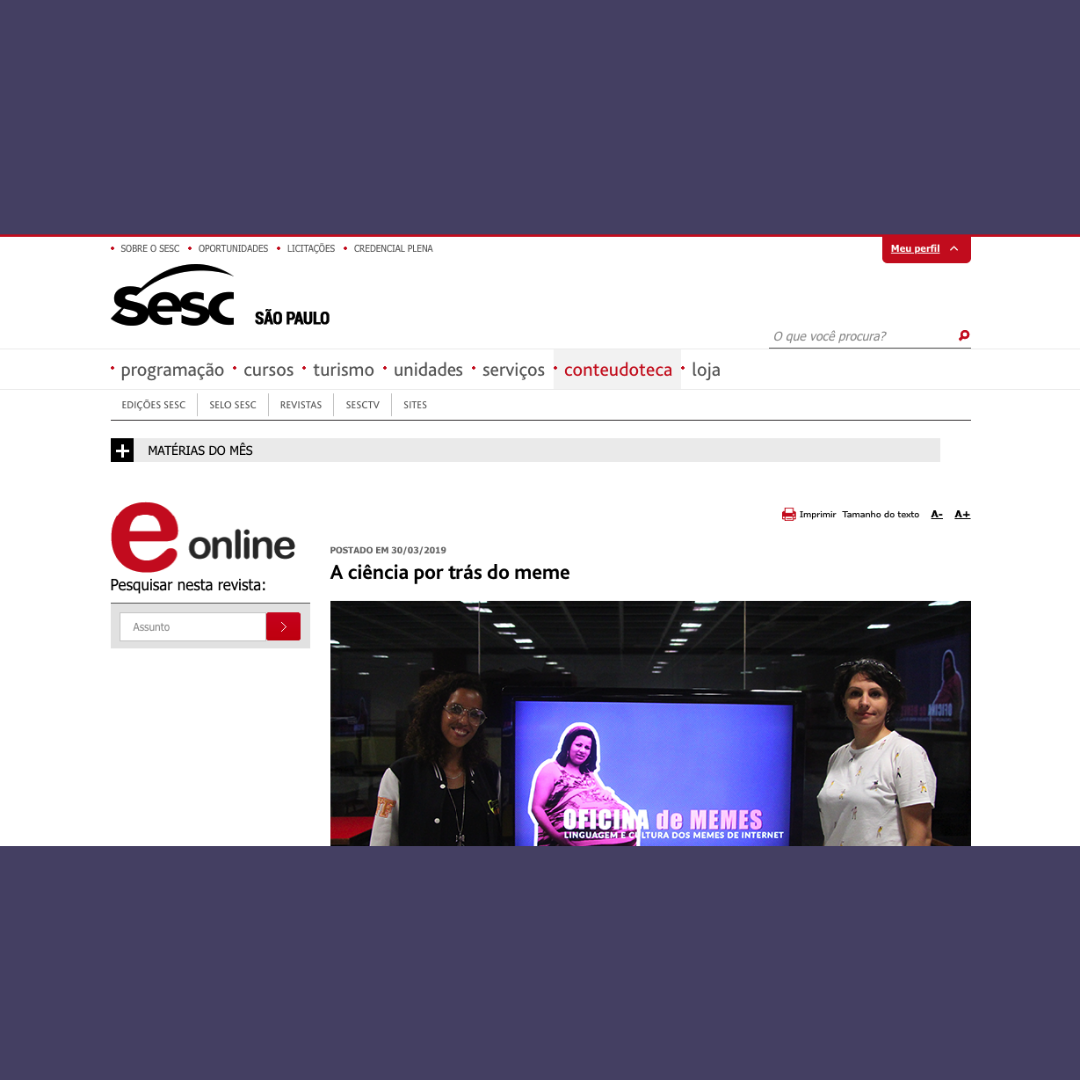 SOBRE O SESC OPORTUNIDADES LICITAÇÕES CREDENCIAL PLENA
Meu perfil
Sesc SÃO PAULO
O que você procura?
programação cursos turismo unidades serviços conteudoteca loja
EDIÇÕES SESC SELO SESC REVISTAS SESCTV SITES
MATÉRIAS DO MÊS
e online
Pesquisar nesta revista:
Assunto
Imprimir Tamanho do texto A- A+
POSTADO EM 30/03/2019
A ciência por trás do meme
OFICINA de MEMES
LINGUAGEM E CULTURA DOS MEMES DE INTERNET